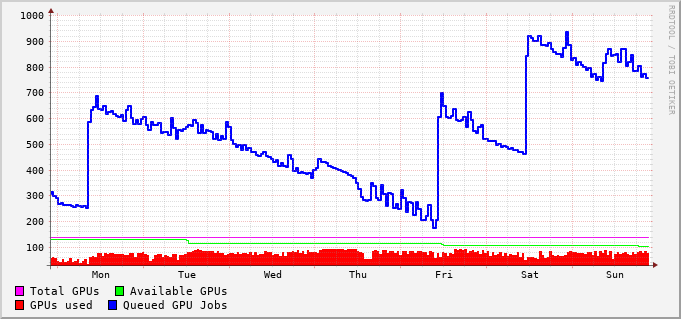 1000
900
800
700
600
500
400
300
200
100
Mon Tue Wed Thu Fri Sat Sun
Total GPUs Available GPUs
GPUs used Queued GPU Jobs
RRDTOOL / TOBI OETIKER